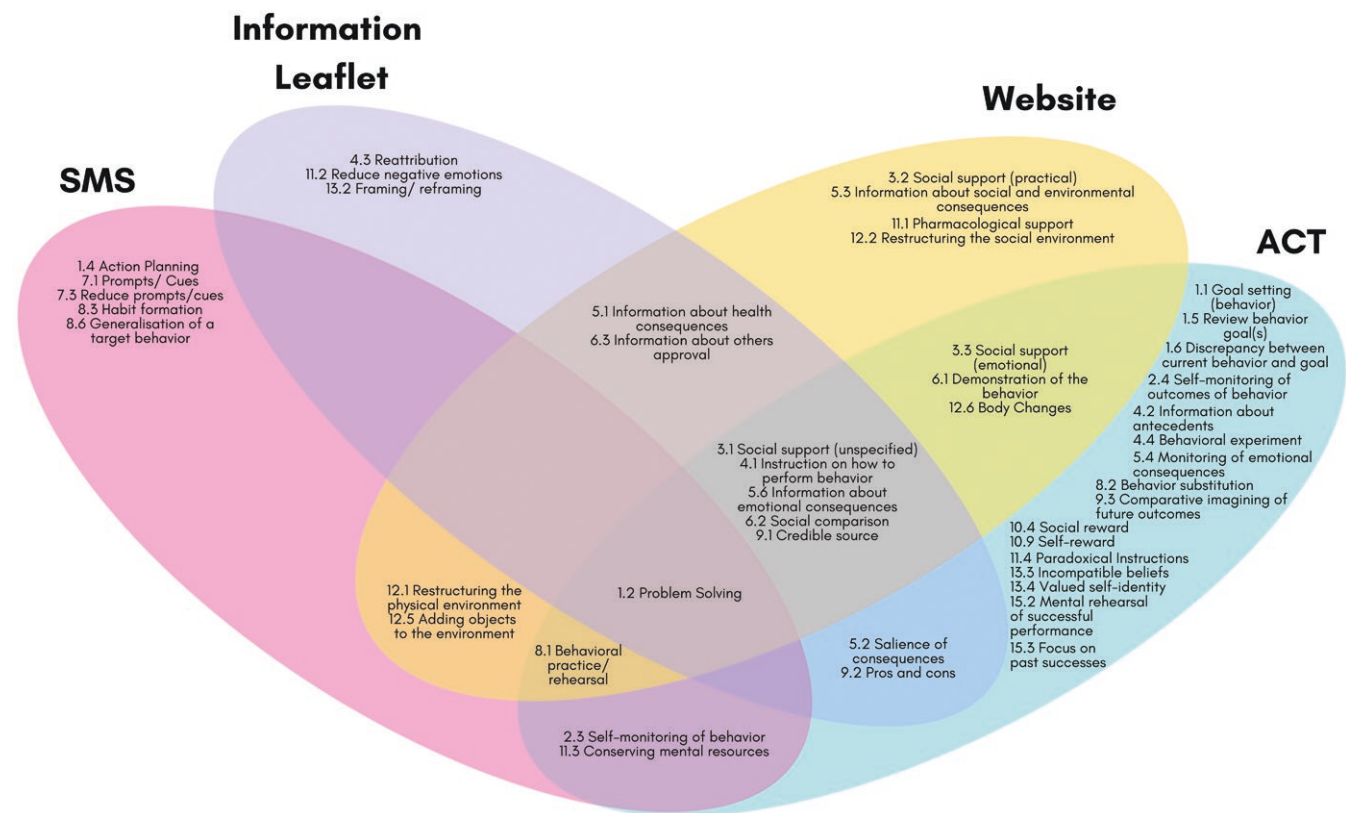 Information
Leaflet
Website
SMS
ACT
4.3 Reattribution
11.2 Reduce negative emotions
13.2 Framing/ reframing
3.2 Social support (practical)
5.3 Information about social and environmental
consequences
11.1 Pharmacological support
12.2 Restructuring the social environment
1.4 Action Planning
7.1 Prompts/ Cues
7.3 Reduce prompts/cues
8.3 Habit formation
8.6 Generalisation of a
target behavior
5.1 Information about health
consequences
6.3 Information about others
approval
3.3 Social support
(emotional)
6.1 Demonstration of the
behavior
12.6 Body Changes
1.1 Goal setting
(behavior)
1.5 Review behavior
goal(s)
1.6 Discrepancy between
current behavior and goal
2.4 Self-monitoring of
outcomes of behavior
4.2 Information about
antecedents
4.4 Behavioral experiment
5.4 Monitoring of emotional
consequences
8.2 Behavior substitution
9.3 Comparative imagining of
future outcomes
10.4 Social reward
10.9 Self-reward
11.4 Paradoxical Instructions
13.3 Incompatible beliefs
13.4 Valued self-identity
15.2 Mental rehearsal
of successful
performance
15.3 Focus on
past successes
3.1 Social support (unspecified)
4.1 Instruction on how to
perform behavior
5.6 Information about
emotional consequences
6.2 Social comparison
9.1 Credible source
12.1 Restructuring the
physical environment
12.5 Adding objects
to the environment
1.2 Problem Solving
8.1 Behavioral
practice/
rehearsal
5.2 Salience of
consequences
9.2 Pros and cons
2.3 Self-monitoring of behavior
11.3 Conserving mental resources